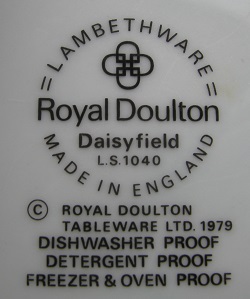 =LAMBETHWARE=
Royal Doulton
Daisyfield
L.S.1040
MADE IN ENGLAND
© ROYAL DOULTON
TABLEWARE LTD. 1979
DISHWASHER PROOF
DETERGENT PROOF
FREEZER & OVEN PROOF